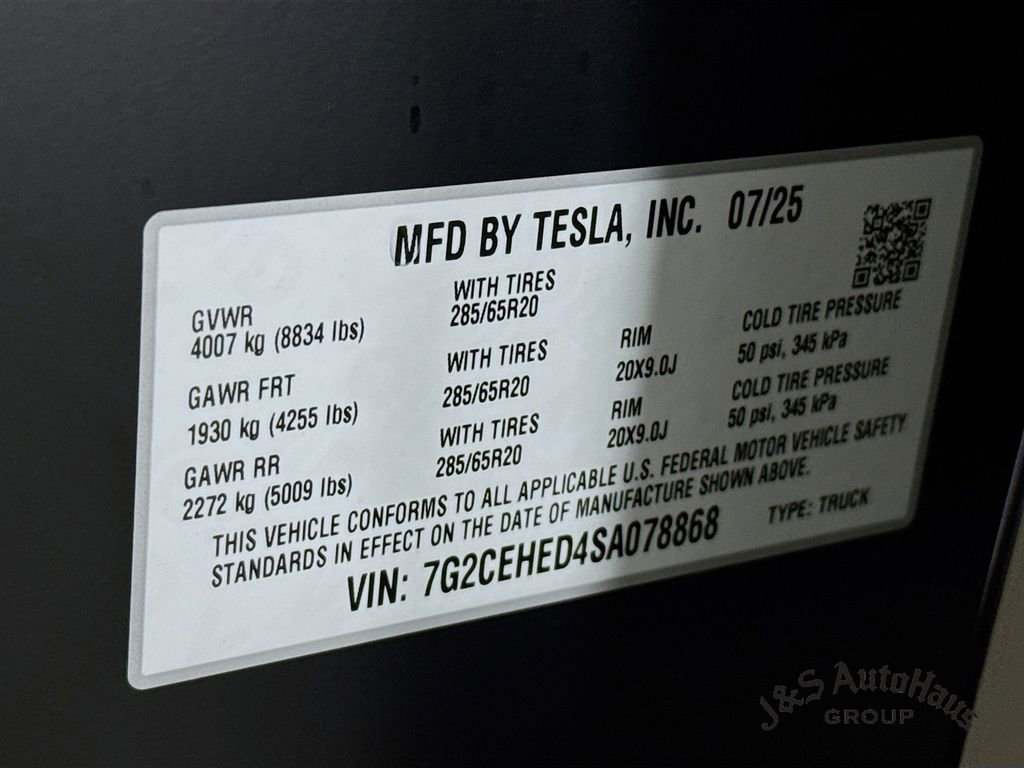 MFD BY TESLA, INC. 07/25
GVWR
4007 kg (8834 lbs)
WITH TIRES
285/65R20
GAWR FRT
1930 kg (4255 lbs)
WITH TIRES
285/65R20
RIM
20X9.0J
COLD TIRE PRESSURE
50 psi, 345 kPa
GAWR RR
2272 kg (5009 lbs)
WITH TIRES
285/65R20
RIM
20X9.0J
COLD TIRE PRESSURE
50 psi, 345 kPa
THIS VEHICLE CONFORMS TO ALL APPLICABLE U.S. FEDERAL MOTOR VEHICLE SAFETY
STANDARDS IN EFFECT ON THE DATE OF MANUFACTURE SHOWN ABOVE.
VIN: 7G2CEHED4SA078868
TYPE: TRUCK
J&S AutoHaus
GROUP